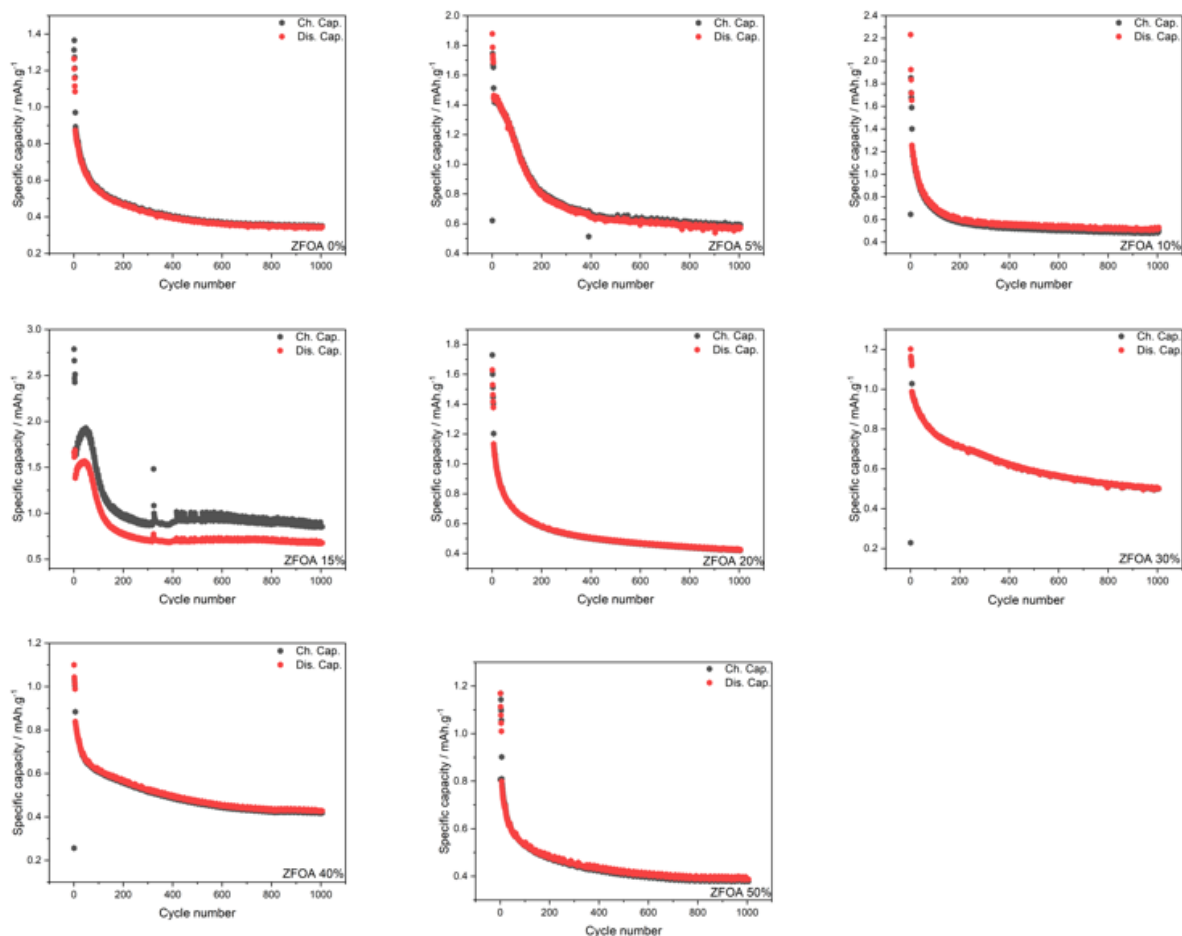 Ch. Cap.
Dis. Cap.
Specific capacity / mAh.g⁻¹
1.4
1.2
1.0
0.8
0.6
0.4
0.2
ZFOA 0%
0 200 400 600 800 1000
Cycle number
Ch. Cap.
Dis. Cap.
Specific capacity / mAh.g⁻¹
2.0
1.8
1.6
1.4
1.2
1.0
0.8
0.6
0.4
ZFOA 5%
0 200 400 600 800 1000
Cycle number
Ch. Cap.
Dis. Cap.
Specific capacity / mAh.g⁻¹
2.4
2.2
2.0
1.8
1.6
1.4
1.2
1.0
0.8
0.6
0.4
ZFOA 10%
0 200 400 600 800 1000
Cycle number
Ch. Cap.
Dis. Cap.
Specific capacity / mAh.g⁻¹
3.0
2.5
2.0
1.5
1.0
0.5
ZFOA 15%
0 200 400 600 800 1000
Cycle number
Ch. Cap.
Dis. Cap.
Specific capacity / mAh.g⁻¹
1.8
1.6
1.4
1.2
1.0
0.8
0.6
0.4
ZFOA 20%
0 200 400 600 800 1000
Cycle number
Ch. Cap.
Dis. Cap.
Specific capacity / mAh.g⁻¹
1.2
1.0
0.8
0.6
0.4
0.2
ZFOA 30%
0 200 400 600 800 1000
Cycle number
Ch. Cap.
Dis. Cap.
Specific capacity / mAh.g⁻¹
1.2
1.0
0.8
0.6
0.4
0.2
ZFOA 40%
0 200 400 600 800 1000
Cycle number
Ch. Cap.
Dis. Cap.
Specific capacity / mAh.g⁻¹
1.2
1.0
0.8
0.6
0.4
ZFOA 50%
0 200 400 600 800 1000
Cycle number